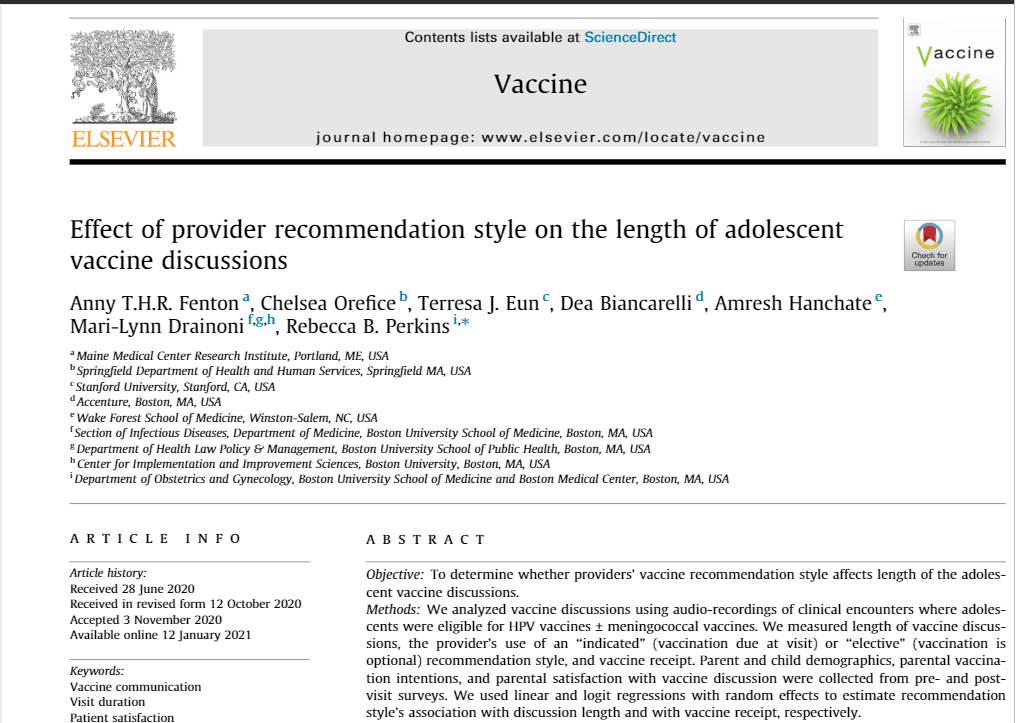 Contents lists available at ScienceDirect
Vaccine
journal homepage: www.elsevier.com/locate/vaccine
ELSEVIER
Vaccine
Effect of provider recommendation style on the length of adolescent
vaccine discussions
Check for
updates
Anny T.H.R. Fenton a, Chelsea Orefice b, Terresa J. Eun c, Dea Biancarelli d, Amresh Hanchate e,
Mari-Lynn Drainoni f,g,h, Rebecca B. Perkins i,*
a Maine Medical Center Research Institute, Portland, ME, USA
b Springfield Department of Health and Human Services, Springfield MA, USA
c Stanford University, Stanford, CA, USA
d Accenture, Boston, MA, USA
e Wake Forest School of Medicine, Winston-Salem, NC, USA
f Section of Infectious Diseases, Department of Medicine, Boston University School of Medicine, Boston, MA, USA
g Department of Health Law Policy & Management, Boston University School of Public Health, Boston, MA, USA
h Center for Implementation and Improvement Sciences, Boston University, Boston, MA, USA
i Department of Obstetrics and Gynecology, Boston University School of Medicine and Boston Medical Center, Boston, MA, USA
ARTICLE INFO
Article history:
Received 28 June 2020
Received in revised form 12 October 2020
Accepted 3 November 2020
Available online 12 January 2021
Keywords:
Vaccine communication
Visit duration
Patient satisfaction
ABSTRACT
Objective: To determine whether providers' vaccine recommendation style affects length of the adoles-
cent vaccine discussions.
Methods: We analyzed vaccine discussions using audio-recordings of clinical encounters where adoles-
cents were eligible for HPV vaccines ± meningococcal vaccines. We measured length of vaccine discus-
sions, the provider's use of an “indicated” (vaccination due at visit) or “elective” (vaccination is
optional) recommendation style, and vaccine receipt. Parent and child demographics, parental vaccina-
tion intentions, and parental satisfaction with vaccine discussion were collected from pre- and post-
visit surveys. We used linear and logit regressions with random effects to estimate recommendation
style's association with discussion length and with vaccine receipt, respectively.